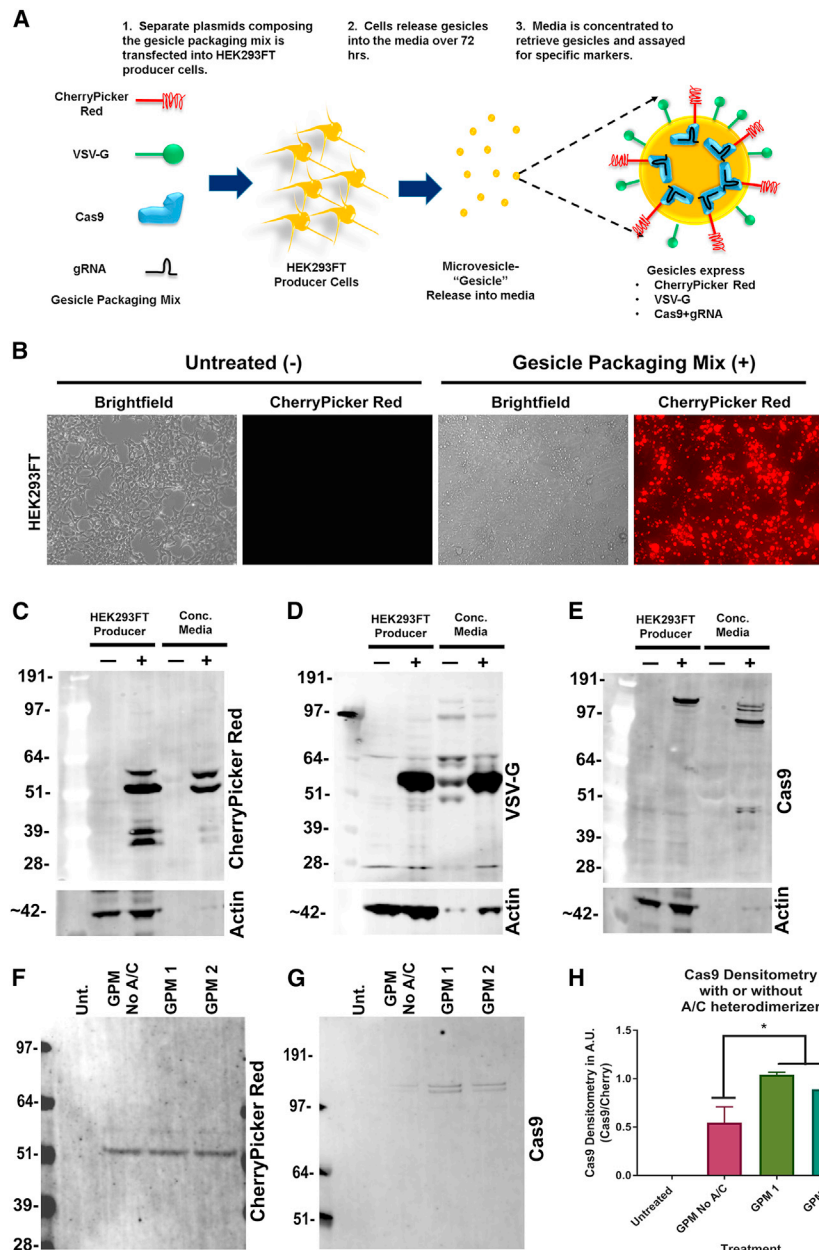 A
1. Separate plasmids composing
the gesicle packaging mix is
transfected into HEK293FT
producer cells.
2. Cells release gesicles
into the media over 72
hrs.
3. Media is concentrated to
retrieve gesicles and assayed
for specific markers.
CherryPicker
Red
VSV-G
Cas9
gRNA
Gesicle Packaging Mix
HEK293FT
Producer Cells
Microvesicle-
“Gesicle”
Release into media
Gesicles express
• CherryPicker Red
• VSV-G
• Cas9+gRNA
B
Untreated (-)
Gesicle Packaging Mix (+)
Brightfield
CherryPicker Red
Brightfield
CherryPicker Red
HEK293FT
C
HEK293FT
Producer
Conc.
Media
— + — +
191-
97-
64-
51-
39-
28-
CherryPicker Red
~42-
Actin
D
HEK293FT
Producer
Conc.
Media
— + — +
191-
97-
64-
51-
39-
28-
VSV-G
~42-
Actin
E
HEK293FT
Producer
Conc.
Media
— + — +
191-
97-
64-
51-
39-
28-
Cas9
~42-
Actin
F
Unt.
GPM
No A/C
GPM 1
GPM 2
97-
64-
51-
39-
28-
CherryPicker Red
G
Unt.
GPM
No A/C
GPM 1
GPM 2
191-
97-
64-
51-
Cas9
H
Cas9 Densitometry
with or without
A/C heterodimerizer
Cas9 Densitometry in A.U.
(Cas9/Cherry)
1.5
1.0
0.5
0.0
*
Untreated
GPM No A/C
GPM 1
GPM
Treatment